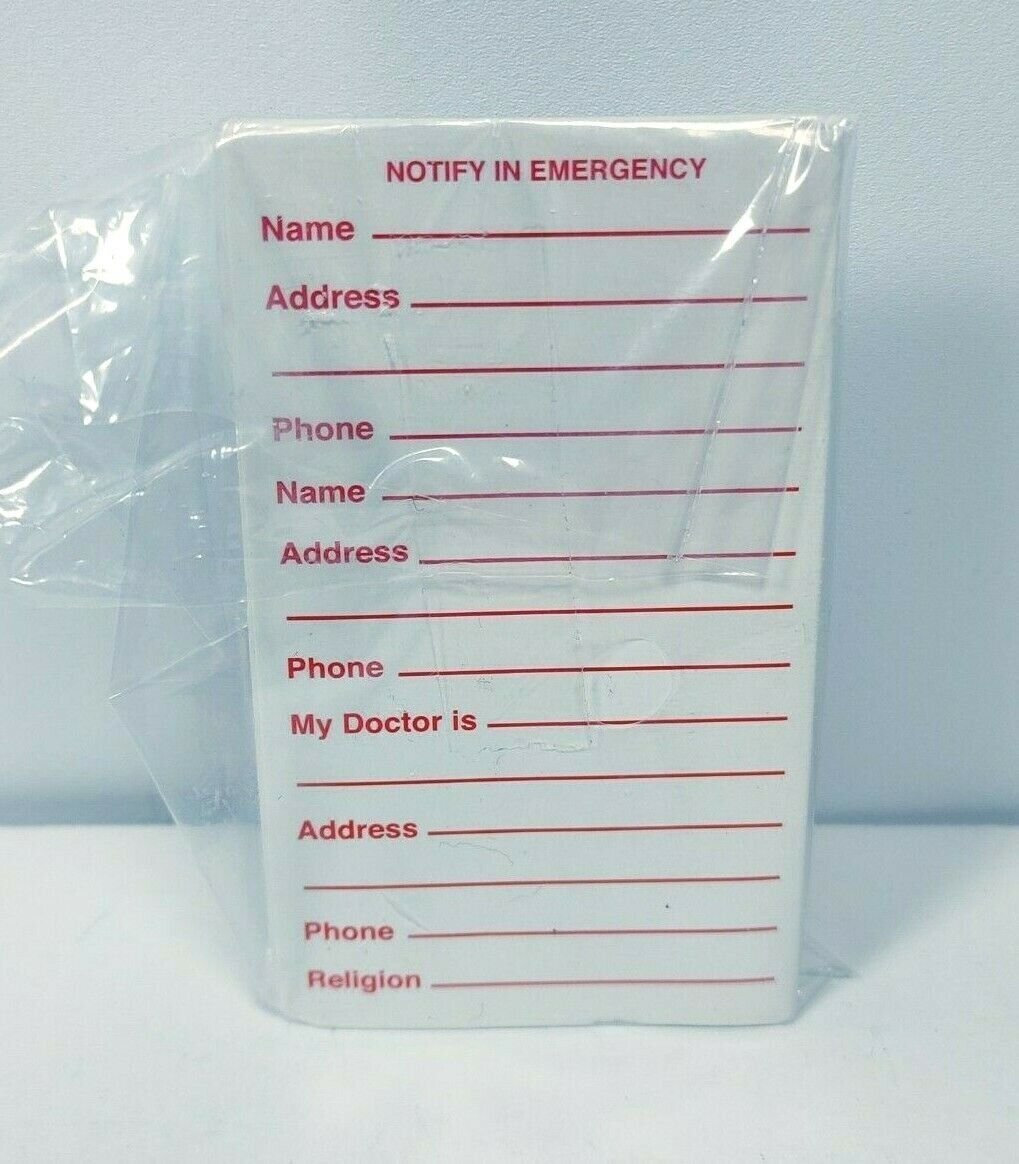 NOTIFY IN EMERGENCY
Name
Address
Phone
Name
Address
Phone
My Doctor is
Address
Phone
Religion